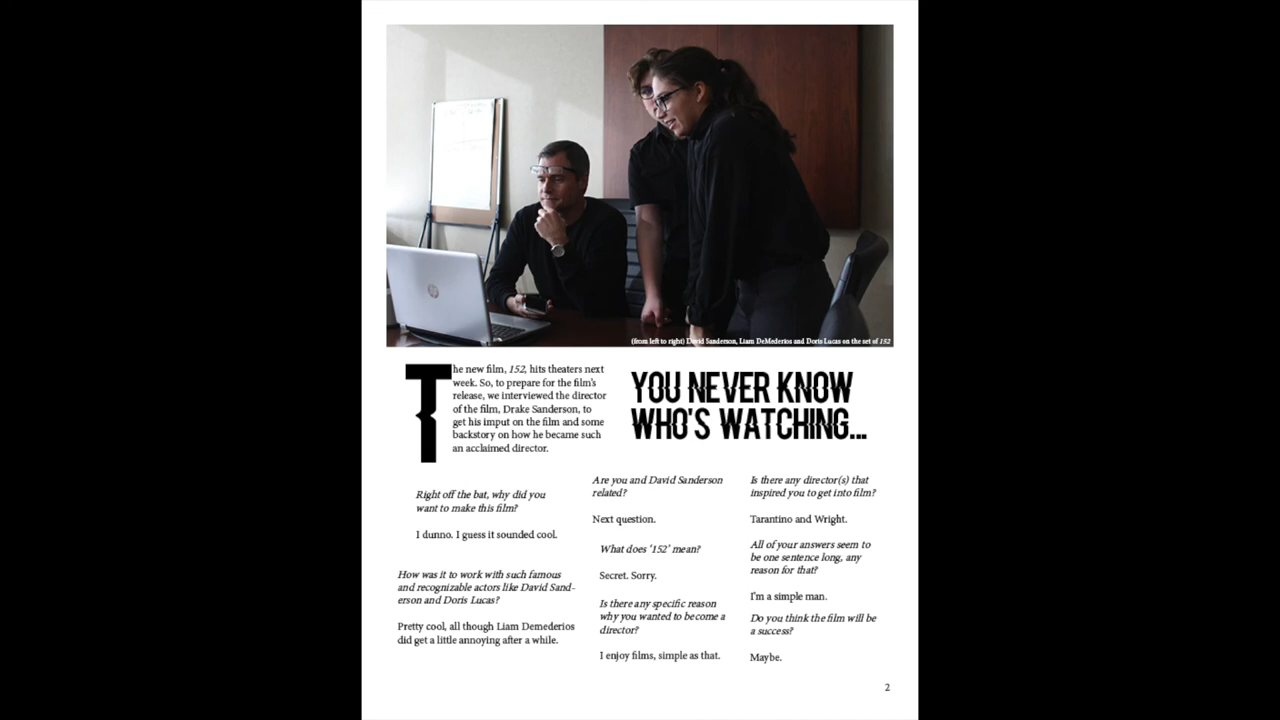 (from left to right) David Sanderson, Liam DeMederios and Doris Lucas on the set of 152
The new film, 152, hits theaters next
week. So, to prepare for the film's
release, we interviewed the director
of the film, Drake Sanderson, to
get his imput on the film and some
backstory on how he became such
an acclaimed director.
YOU NEVER KNOW
WHO'S WATCHING...
Right off the bat, why did you
want to make this film?
I dunno. I guess it sounded cool.
How was it to work with such famous
and recognizable actors like David Sand-
erson and Doris Lucas?
Pretty cool, all though Liam Demederios
did get a little annoying after a while.
Are you and David Sanderson
related?
Next question.
What does '152' mean?
Secret. Sorry.
Is there any specific reason
why you wanted to become a
director?
I enjoy films, simple as that.
Is there any director(s) that
inspired you to get into film?
Tarantino and Wright.
All of your answers seem to
be one sentence long, any
reason for that?
I'm a simple man.
Do you think the film will be
a success?
Maybe.
2